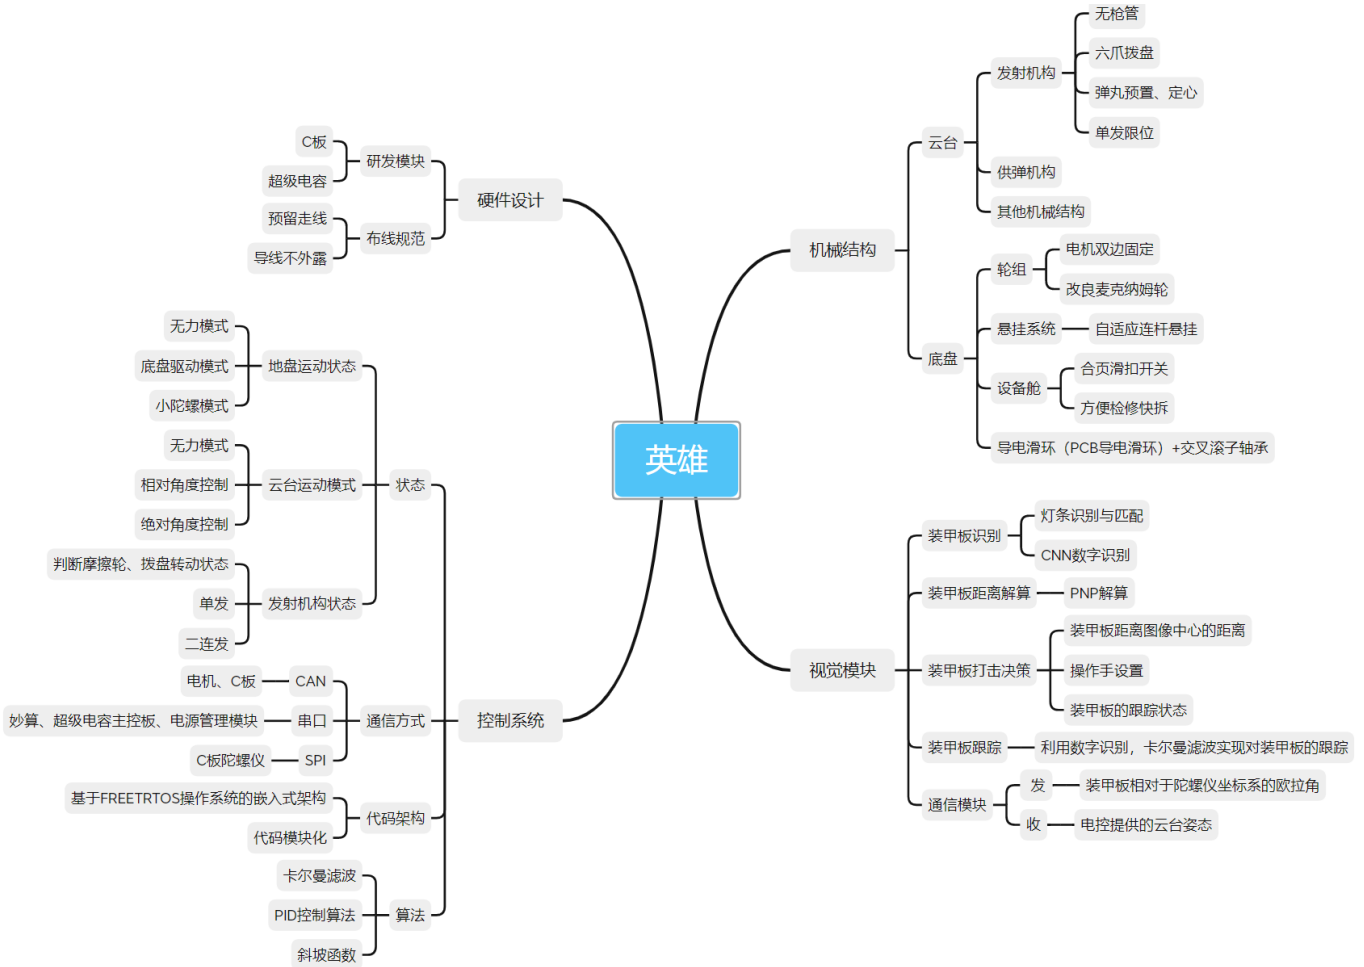 英雄
硬件设计
研发模块
C板
超级电容
布线规范
预留走线
导线不外露
控制系统
状态
地盘运动状态
无力模式
底盘驱动模式
小陀螺模式
云台运动模式
无力模式
相对角度控制
绝对角度控制
发射机构状态
判断摩擦轮、拨盘转动状态
单发
二连发
通信方式
CAN
电机、C板
串口
妙算、超级电容主控板、电源管理模块
SPI
C板陀螺仪
代码架构
基于FREETRTOS操作系统的嵌入式架构
代码模块化
算法
卡尔曼滤波
PID控制算法
斜坡函数
机械结构
云台
发射机构
无枪管
六爪拨盘
弹丸预置、定心
单发限位
供弹机构
其他机械结构
底盘
轮组
电机双边固定
改良麦克纳姆轮
悬挂系统
自适应连杆悬挂
设备舱
合页滑扣开关
方便检修快拆
导电滑环（PCB导电滑环）+交叉滚子轴承
视觉模块
装甲板识别
灯条识别与匹配
CNN数字识别
装甲板距离解算
PNP解算
装甲板打击决策
装甲板距离图像中心的距离
操作手设置
装甲板的跟踪状态
装甲板跟踪
利用数字识别，卡尔曼滤波实现对装甲板的跟踪
通信模块
发
装甲板相对于陀螺仪坐标系的欧拉角
收
电控提供的云台姿态